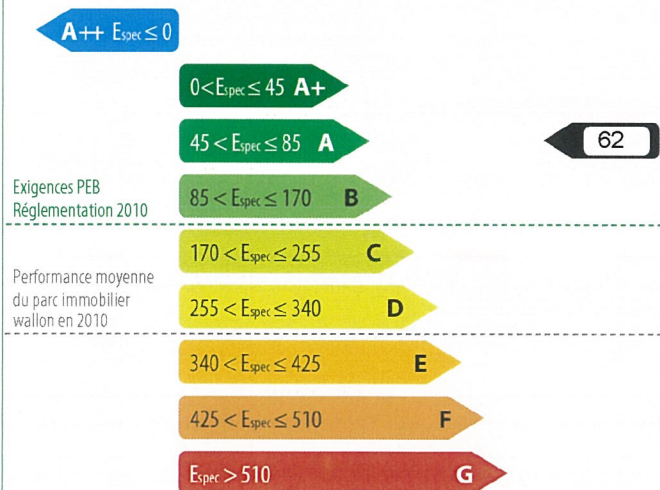 A++ Espec ≤ 0
0 < Espec ≤ 45 A+
45 < Espec ≤ 85 A
62
Exigences PEB
Réglementation 2010
85 < Espec ≤ 170 B
170 < Espec ≤ 255 C
Performance moyenne
du parc immobilier
wallon en 2010
255 < Espec ≤ 340 D
340 < Espec ≤ 425 E
425 < Espec ≤ 510 F
Espec > 510 G